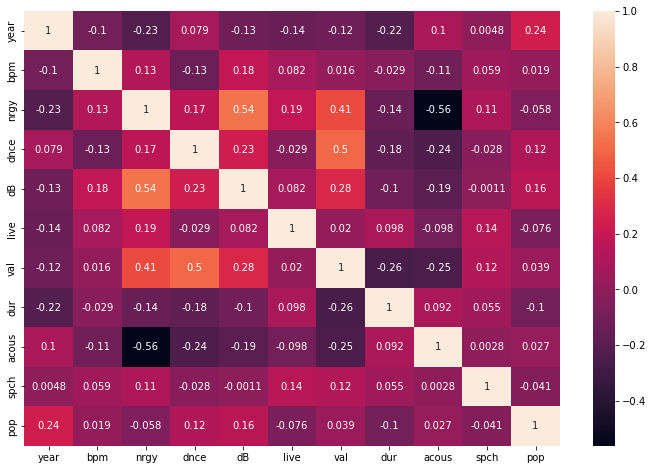 year 1 -0.1 -0.23 0.079 -0.13 -0.14 -0.12 -0.22 0.1 0.0048 0.24
bpm -0.1 1 0.13 -0.13 0.18 0.082 0.016 -0.029 -0.11 0.059 0.019
nrgy -0.23 0.13 1 0.17 0.54 0.19 0.41 -0.14 -0.56 0.11 -0.058
dnce 0.079 -0.13 0.17 1 0.23 -0.029 0.5 -0.18 -0.24 -0.028 0.12
dB -0.13 0.18 0.54 0.23 1 0.082 0.28 -0.1 -0.19 -0.0011 0.16
live -0.14 0.082 0.19 -0.029 0.082 1 0.02 0.098 -0.098 0.14 -0.076
val -0.12 0.016 0.41 0.5 0.28 0.02 1 -0.26 -0.25 0.12 0.039
dur -0.22 -0.029 -0.14 -0.18 -0.1 0.098 -0.26 1 0.092 0.055 -0.1
acous 0.1 -0.11 -0.56 -0.24 -0.19 -0.098 -0.25 0.092 1 0.0028 0.027
spch 0.0048 0.059 0.11 -0.028 -0.0011 0.14 0.12 0.055 0.0028 1 -0.041
pop 0.24 0.019 -0.058 0.12 0.16 -0.076 0.039 -0.1 0.027 -0.041 1
year bpm nrgy dnce dB live val dur acous spch pop
1.0
0.8
0.6
0.4
0.2
0.0
-0.2
-0.4